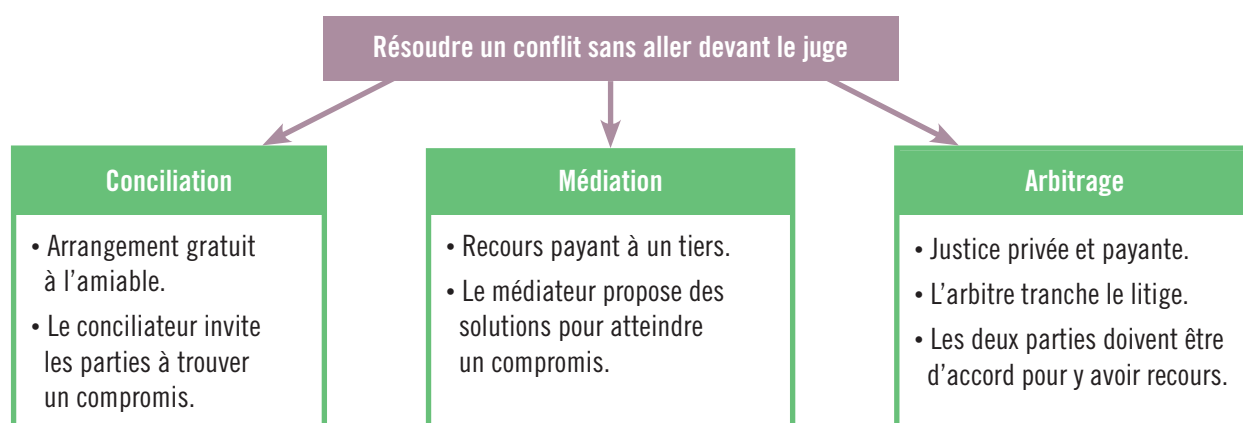 Résoudre un conflit sans aller devant le juge
Conciliation
• Arrangement gratuit
à l'amiable.
• Le conciliateur invite
les parties à trouver
un compromis.
Médiation
• Recours payant à un tiers.
• Le médiateur propose des
solutions pour atteindre
un compromis.
Arbitrage
• Justice privée et payante.
• L'arbitre tranche le litige.
• Les deux parties doivent être
d'accord pour y avoir recours.